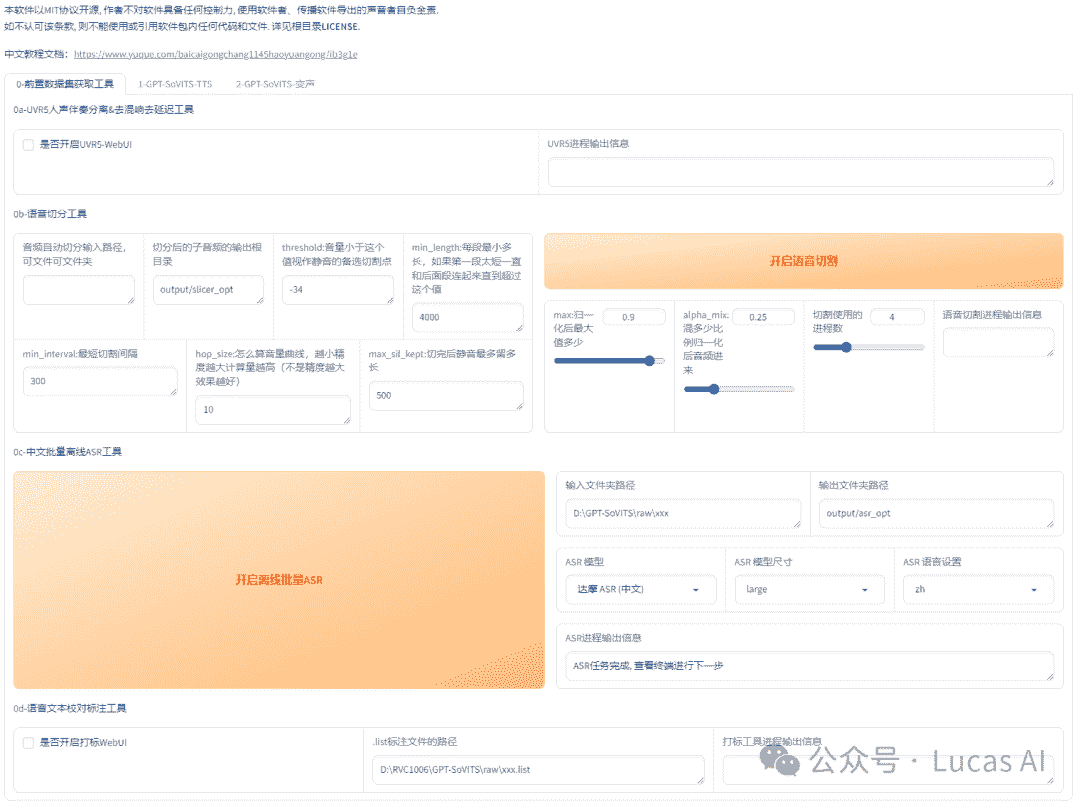 本软件以MIT协议开源, 作者不对软件具备任何控制力, 使用软件者、传播软件导出的声音者自负全责.
如不认可该条款, 则不能使用或引用软件包内任何代码和文件. 详见根目录LICENSE.
中文教程文档：https://www.yuque.com/baicaigongchang1145haoyuangong/ib3g1e
0-前置数据集获取工具
1-GPT-SoVITS-TTS
2-GPT-SoVITS-变声
0a-UVR5人声伴奏分离&去混响去延迟工具
是否开启UVR5-WebUI
UVR5进程输出信息
0b-语音切分工具
音频自动切分输入路径，
可文件可文件夹
切分后的子音频的输出根
目录
output/slicer_opt
threshold:音量小于这个
值视作静音的备选切割点
-34
min_length:每段最小多
长，如果第一段太短一直
和后面段连起来直到超过
这个值
4000
min_interval:最短切割间隔
300
hop_size:怎么算音量曲线，越小精
度越大计算量越高（不是精度越大
效果越好）
10
max_sil_kept:切完后静音最多留多
长
500
开启语音切割
max:归一
化后最大
值多少
0.9
alpha_mix:
混多少比
例归一化
后音频进
来
0.25
切割使用的
进程数
4
语音切割进程输出信息
0c-中文批量离线ASR工具
开启离线批量ASR
输入文件夹路径
D:\GPT-SoVITS\raw\xxx
输出文件夹路径
output/asr_opt
ASR 模型
达摩 ASR (中文)
ASR 模型尺寸
large
ASR 语言设置
zh
ASR进程输出信息
ASR任务完成, 查看终端进行下一步
0d-语音文本校对标注工具
是否开启打标WebUI
.list标注文件的路径
D:\RVC1006\GPT-SoVITS\raw\xxx.list
打标工具进程输出信息
公众号 · Lucas AI